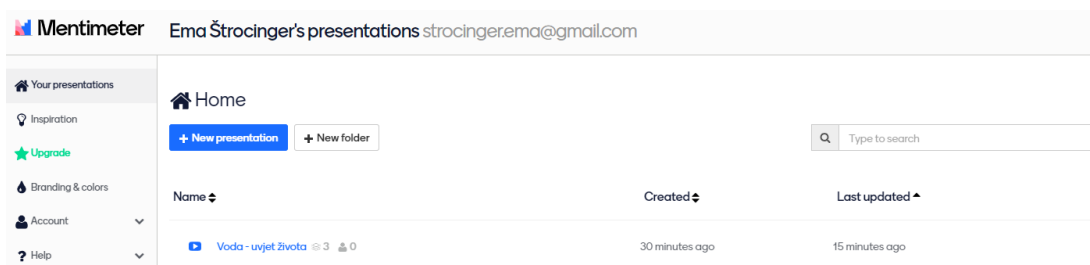 Mentimeter
Ema Štrocinger's presentations strocinger.ema@gmail.com
Your presentations
Inspiration
Upgrade
Branding & colors
Account
? Help
Home
+ New presentation
+ New folder
Type to search
Name Created Last updated
Voda - uvjet života 3 0 30 minutes ago 15 minutes ago